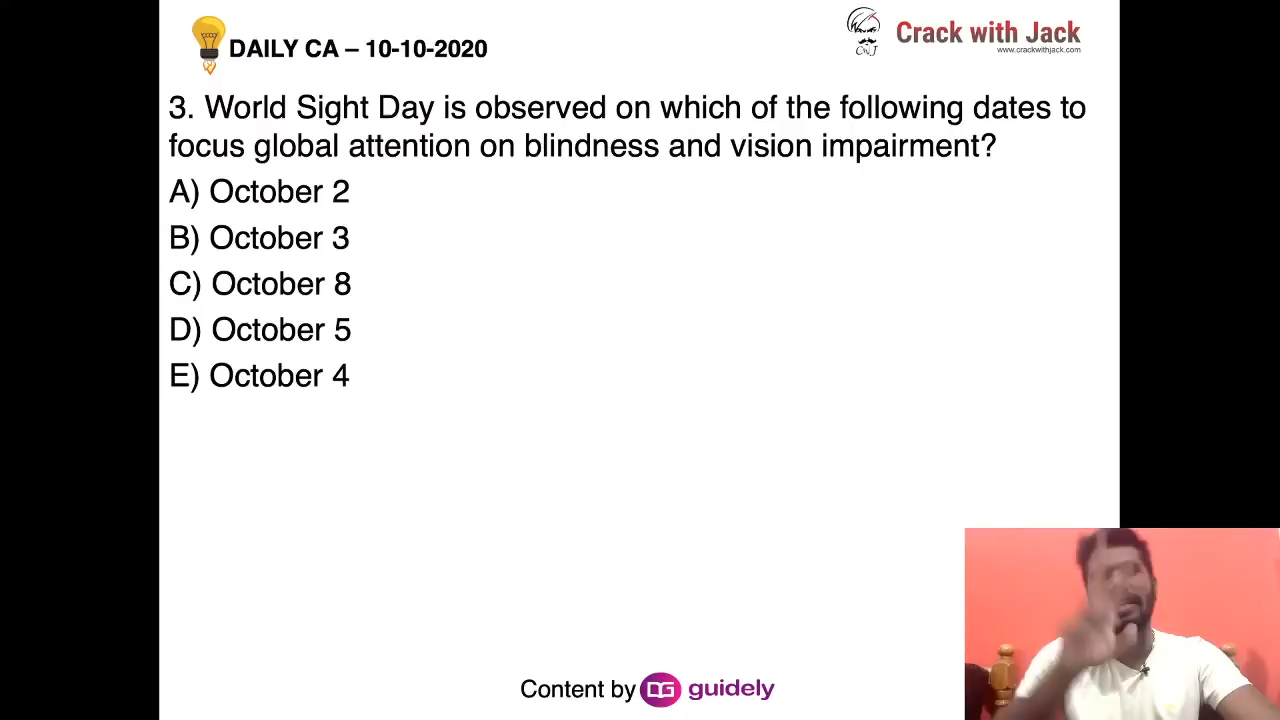 DAILY CA – 10-10-2020
Crack with Jack
www.crackwithjack.com
3. World Sight Day is observed on which of the following dates to
focus global attention on blindness and vision impairment?
A) October 2
B) October 3
C) October 8
D) October 5
E) October 4
Content by guidely